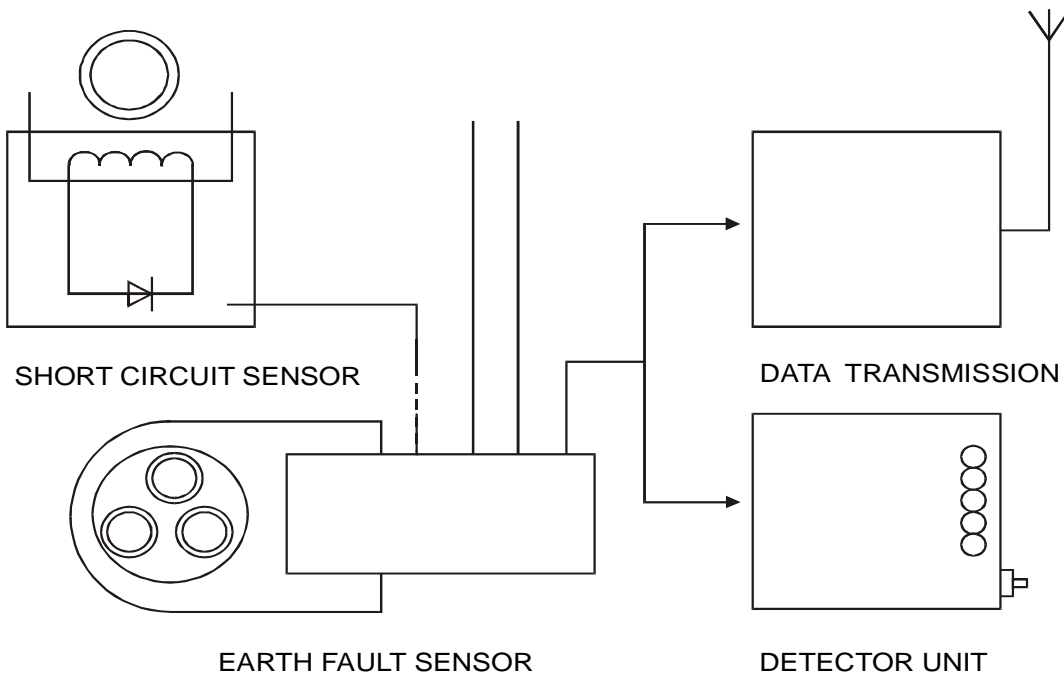 SHORT CIRCUIT SENSOR
DATA TRANSMISSION
EARTH FAULT SENSOR
DETECTOR UNIT